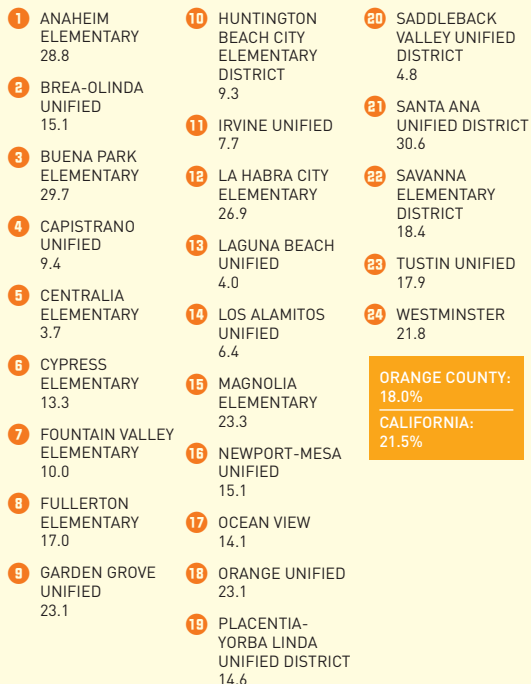 1 ANAHEIM
ELEMENTARY
28.8
2 BREA-OLINDA
UNIFIED
15.1
3 BUENA PARK
ELEMENTARY
29.7
4 CAPISTRANO
UNIFIED
9.4
5 CENTRALIA
ELEMENTARY
3.7
6 CYPRESS
ELEMENTARY
13.3
7 FOUNTAIN VALLEY
ELEMENTARY
10.0
8 FULLERTON
ELEMENTARY
17.0
9 GARDEN GROVE
UNIFIED
23.1
10 HUNTINGTON
BEACH CITY
ELEMENTARY
DISTRICT
9.3
11 IRVINE UNIFIED
7.7
12 LA HABRA CITY
ELEMENTARY
26.9
13 LAGUNA BEACH
UNIFIED
4.0
14 LOS ALAMITOS
UNIFIED
6.4
15 MAGNOLIA
ELEMENTARY
23.3
16 NEWPORT-MESA
UNIFIED
15.1
17 OCEAN VIEW
14.1
18 ORANGE UNIFIED
23.1
19 PLACENTIA-
YORBA LINDA
UNIFIED DISTRICT
14.6
20 SADDLEBACK
VALLEY UNIFIED
DISTRICT
4.8
21 SANTA ANA
UNIFIED DISTRICT
30.6
22 SAVANNA
ELEMENTARY
DISTRICT
18.4
23 TUSTIN UNIFIED
17.9
24 WESTMINSTER
21.8
ORANGE COUNTY:
18.0%
CALIFORNIA:
21.5%